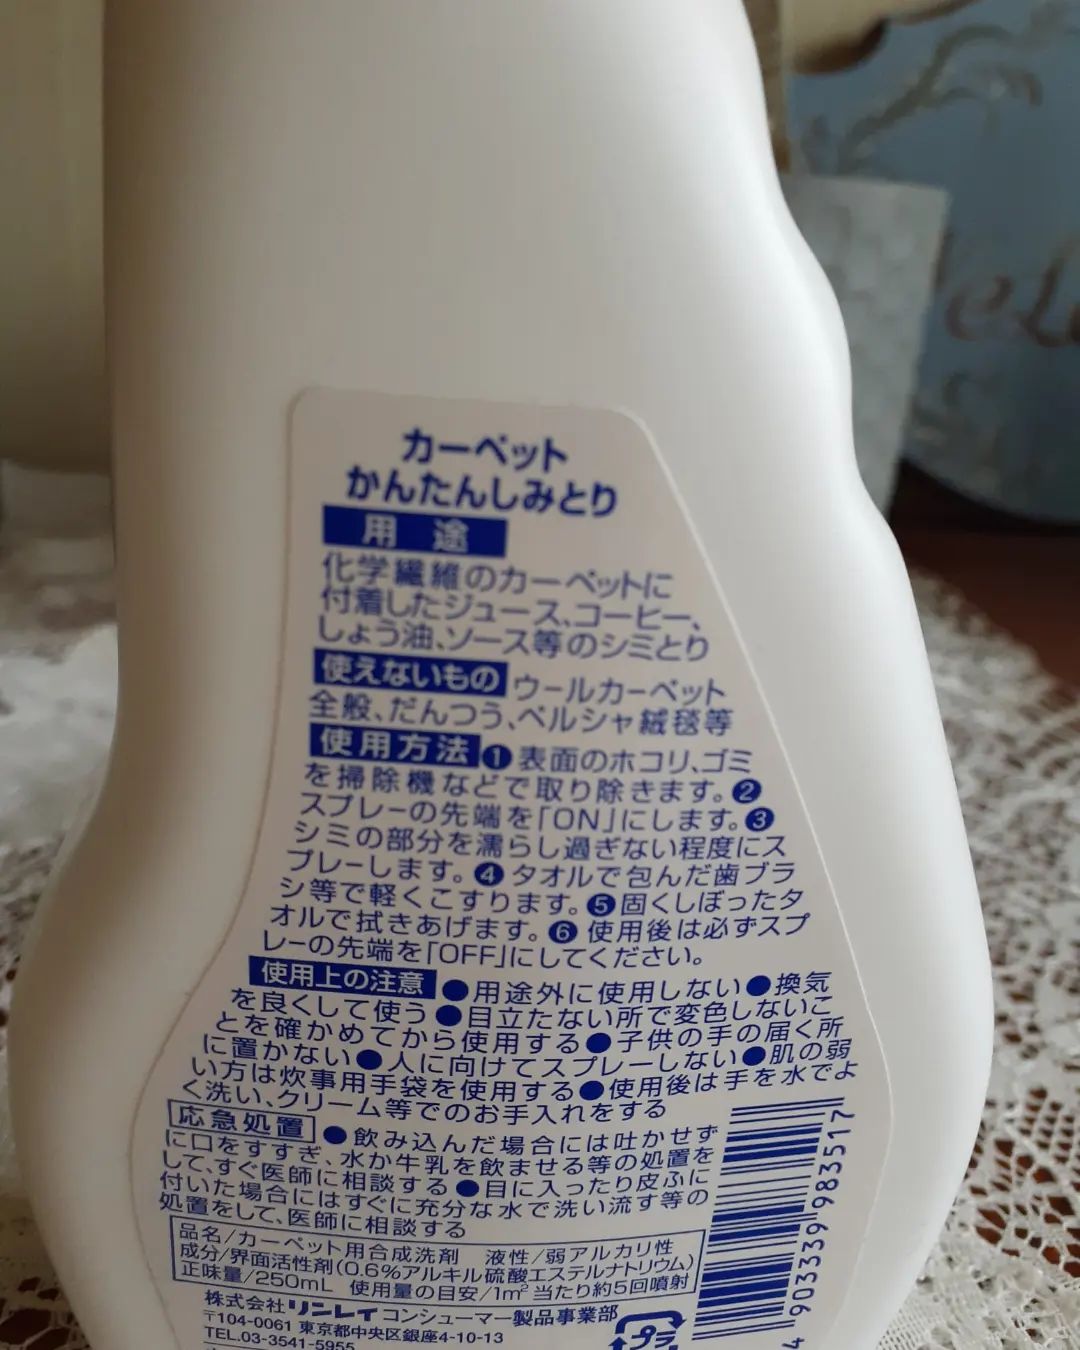 カーペット
かんたんしみとり
用途
化学繊維のカーペットに
付着したジュース、コーヒー、
しょう油、ソース等のシミとり
使えないもの ウールカーペット
全般、だんつう、ペルシャ絨毯等
使用方法 ❶表面のホコリ、ゴミ
を掃除機などで取り除きます。❷
スプレーの先端を「ON」にします。❸
シミの部分を濡らし過ぎない程度にス
プレーします。❹タオルで包んだ歯ブラ
シ等で軽くこすります。❺固くしぼったタ
オルで拭きあげます。❻使用後は必ずスプ
レーの先端を「OFF」にしてください。
使用上の注意 ●用途外に使用しない●換気
を良くして使う●目立たない所で変色しないこ
とを確かめてから使用する●子供の手の届く所
に置かない●人に向けてスプレーしない●肌の弱
い方は炊事用手袋を使用する●使用後は手を水でよ
く洗い、クリーム等でのお手入れをする
応急処置 ●飲み込んだ場合には吐かせず
に口をすすぎ、水か牛乳を飲ませる等の処置を
して、すぐ医師に相談する●目に入ったり皮ふに
付いた場合にはすぐに充分な水で洗い流す等の
処置をして、医師に相談する
品名/カーペット用合成洗剤 液性/弱アルカリ性
成分/界面活性剤(0.6%アルキル硫酸エステルナトリウム)
正味量/250mL 使用量の目安/1m²当たり約5回噴射
株式会社リンレイコンシューマー製品事業部
〒104-0061 東京都中央区銀座4-10-13
TEL.03-3541-5955
プラ
4 903339 983517